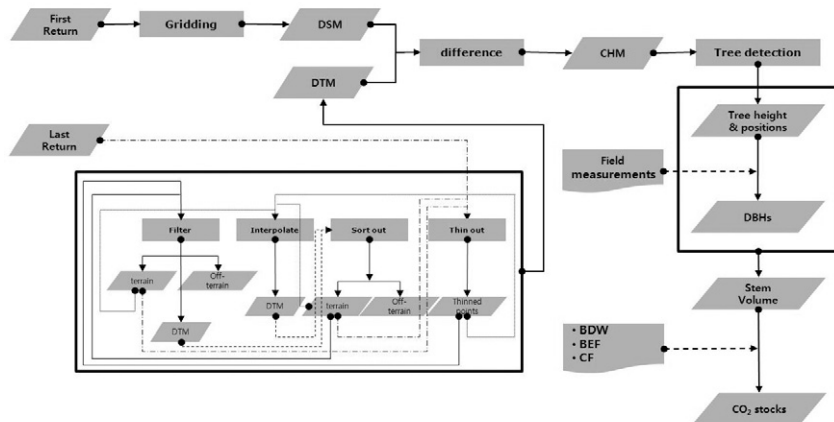 First
Return
Gridding
DSM
difference
CHM
Tree detection
DTM
Last
Return
Tree height
& positions
Field
measurements
DBHs
Filter
Interpolate
Sort out
Thin out
terrain
Off-
terrain
DTM
DTM
terrain
Off-
terrain
Thinned
points
Stem
Volume
• BDW
• BEF
• CF
CO₂ stocks